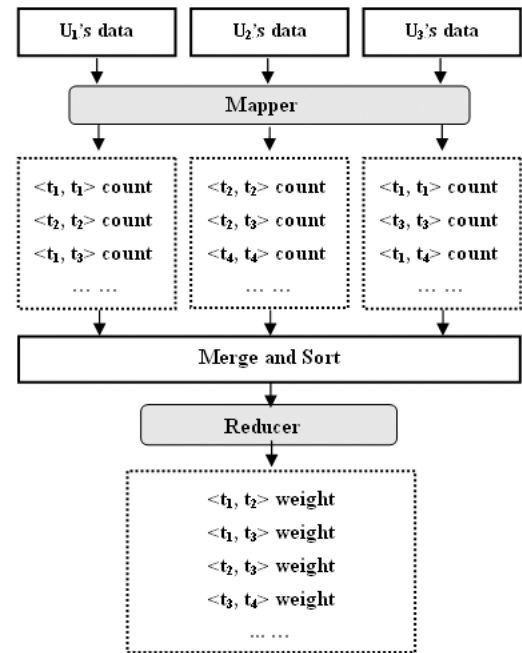 U₁'s data U₂'s data U₃'s data
Mapper
<t₁, t₁> count <t₂, t₂> count <t₁, t₁> count
<t₂, t₂> count <t₂, t₃> count <t₃, t₃> count
<t₁, t₃> count <t₄, t₄> count <t₁, t₄> count
... ... ... ... ... ...
Merge and Sort
Reducer
<t₁, t₂> weight
<t₁, t₃> weight
<t₂, t₃> weight
<t₃, t₄> weight
... ...